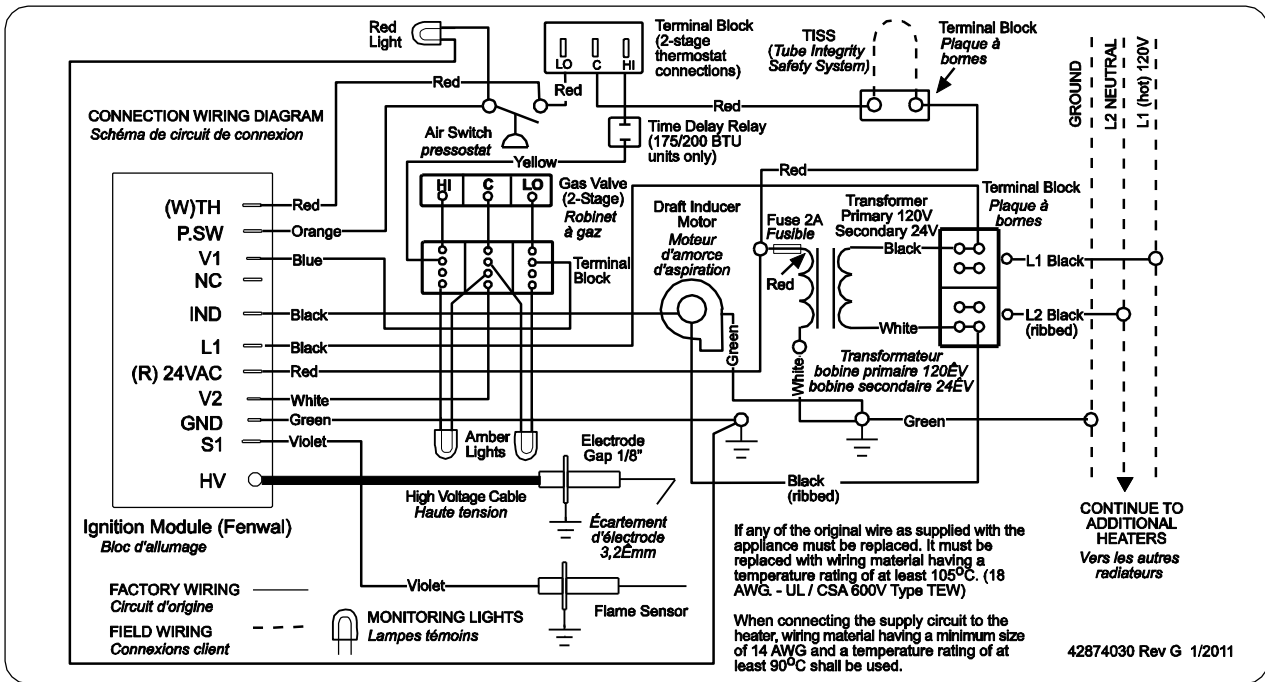 Red
Light
Terminal Block
(2-stage
thermostat
connections)
LO
C
HI
TISS
(Tube Integrity
Safety System)
Terminal Block
Plaque à
bornes
GROUND
L2 NEUTRAL
L1 (hot) 120V
Red
Red
Red
CONNECTION WIRING DIAGRAM
Schéma de circuit de connexion
Air Switch
pressostat
Time Delay Relay
(175/200 BTU
units only)
Yellow
Red
HI
C
LO
Gas Valve
(2-Stage)
Robinet
à gaz
Draft Inducer
Motor
Moteur
d'amorce
d'aspiration
Fuse 2A
Fusible
Transformer
Primary 120V
Secondary 24V
Terminal Block
Plaque à
bornes
(W)TH
Red
P.SW
Orange
V1
Blue
NC
Terminal
Block
Black
Red
L1 Black
IND
Black
L2 Black
(ribbed)
White
Green
L1
Black
(R) 24VAC
Red
White
Transformateur
bobine primaire 120ÊV
bobine secondaire 24ÊV
V2
White
GND
Green
Green
S1
Violet
Amber
Lights
Electrode
Gap 1/8"
HV
High Voltage Cable
Haute tension
Black
(ribbed)
Écartement
d'électrode
3,2Êmm
CONTINUE TO
ADDITIONAL
HEATERS
Vers les autres
radiateurs
Ignition Module (Fenwal)
Bloc d'allumage
If any of the original wire as supplied with the
appliance must be replaced. It must be
replaced with wiring material having a
temperature rating of at least 105ºC. (18
AWG. - UL / CSA 600V Type TEW)
FACTORY WIRING
Circuit d'origine
FIELD WIRING
Connexions client
MONITORING LIGHTS
Lampes témoins
Violet
Flame Sensor
When connecting the supply circuit to the
heater, wiring material having a minimum size
of 14 AWG and a temperature rating of at
least 90ºC shall be used.
42874030 Rev G 1/2011